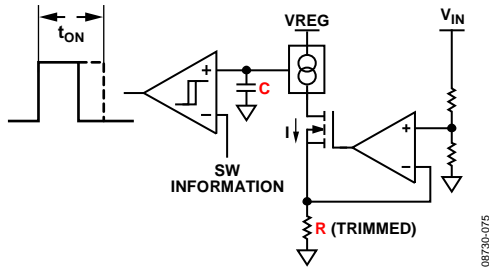 tON
VREG
VIN
+
C
−
I
+
−
SW
INFORMATION
R (TRIMMED)
08730-075